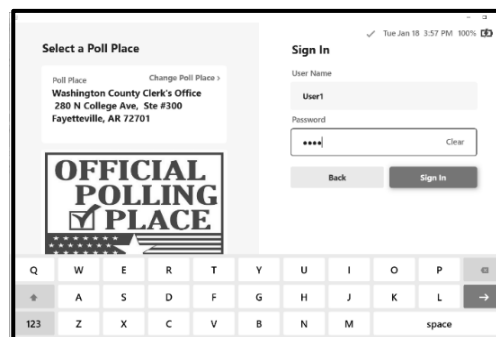 Tue Jan 18 3:57 PM 100%
Select a Poll Place
Poll Place Change Poll Place >
Washington County Clerk's Office
280 N College Ave, Ste #300
Fayetteville, AR 72701
OFFICIAL
POLLING
PLACE
Sign In
User Name
User1
Password
•••• Clear
Back Sign In
Q W E R T Y U I O P
A S D F G H J K L
123 Z X C V B N M space